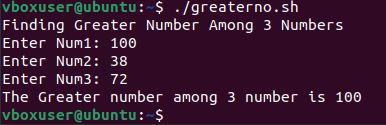 vboxuser@ubuntu:~$ ./greaterno.sh
Finding Greater Number Among 3 Numbers
Enter Num1: 100
Enter Num2: 38
Enter Num3: 72
The Greater number among 3 number is 100
vboxuser@ubuntu:~$